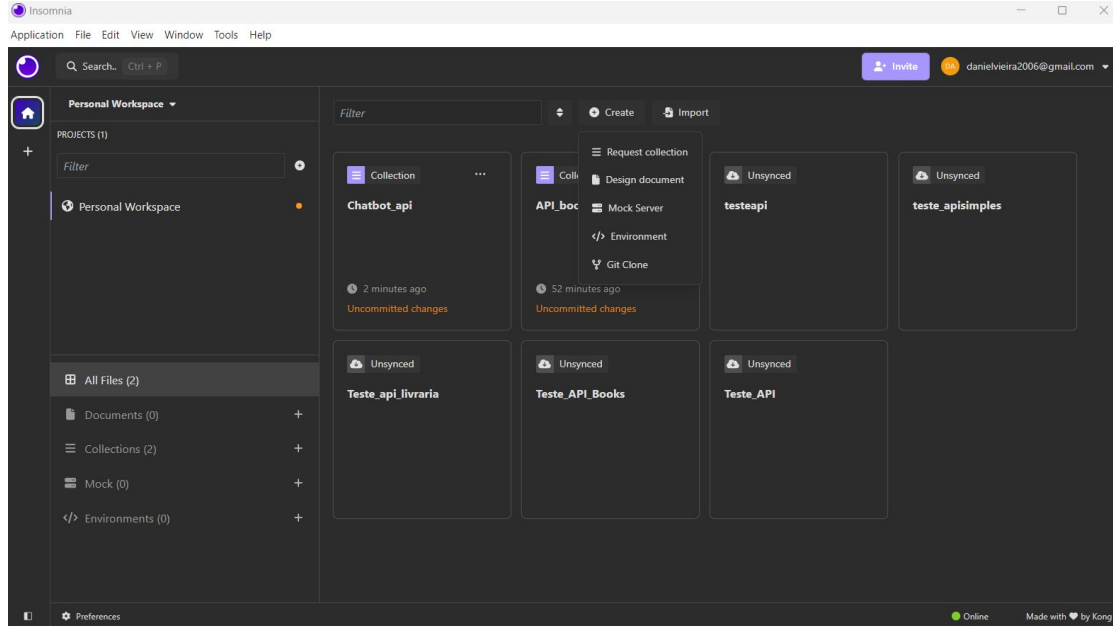 Insomnia
Application File Edit View Window Tools Help
Search.. Ctrl + P
Invite
DA
danielvieira2006@gmail.com
Personal Workspace
PROJECTS (1)
Filter
Personal Workspace
All Files (2)
Documents (0)
Collections (2)
Mock (0)
Environments (0)
Filter
Create
Import
Request collection
Design document
Mock Server
Environment
Git Clone
Collection
Chatbot_api
2 minutes ago
Uncommitted changes
Coll
API_boo
52 minutes ago
Uncommitted changes
Unsynced
testeapi
Unsynced
teste_apisimples
Unsynced
Teste_api_livraria
Unsynced
Teste_API_Books
Unsynced
Teste_API
Preferences
Online
Made with ♥ by Kong